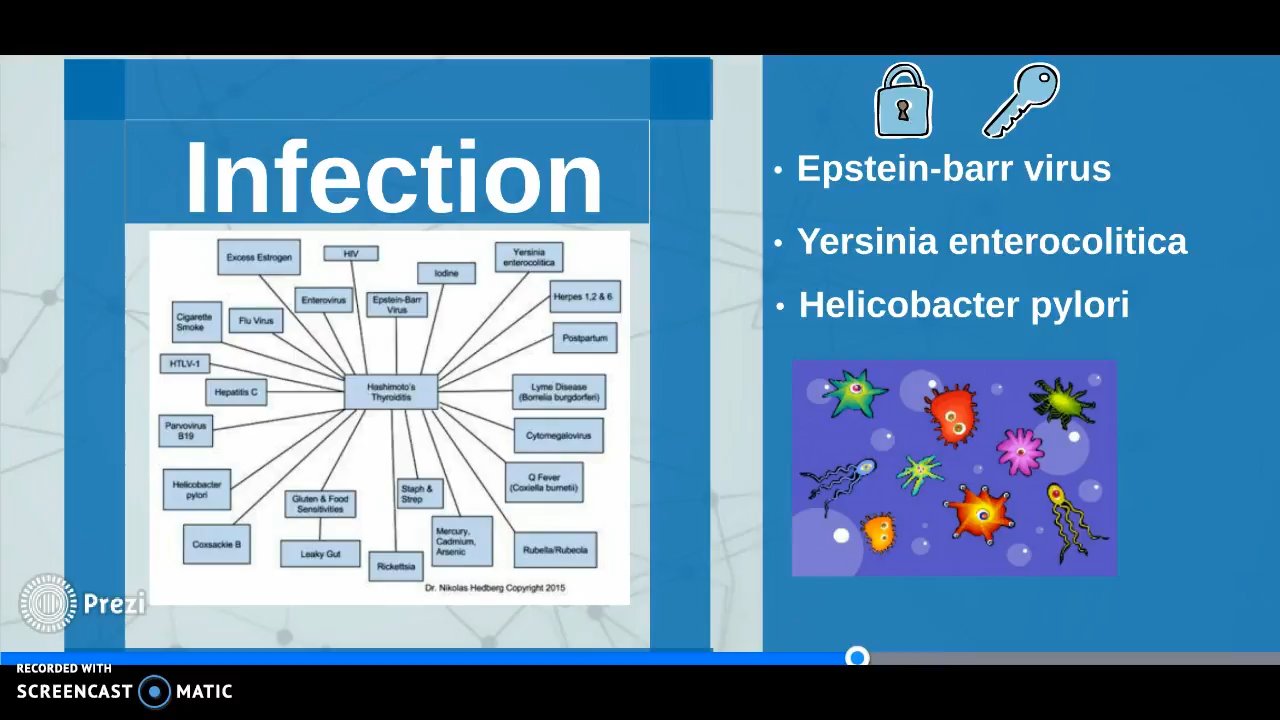 Infection
Excess Estrogen
HIV
Iodine
Yersinia
enterocolitica
Cigarette
Smoke
Flu Virus
Enterovirus
Epstein-Barr
Virus
Herpes 1,2 & 6
Postpartum
HTLV-1
Hepatitis C
Hashimoto's
Thyroiditis
Lyme Disease
(Borrelia burgdorferi)
Parvovirus
B19
Cytomegalovirus
Helicobacter
pylori
Gluten & Food
Sensitivities
Staph &
Strep
Q Fever
(Coxiella burnetii)
Coxsackie B
Leaky Gut
Rickettsia
Mercury,
Cadmium,
Arsenic
Rubella/Rubeola
Dr. Nikolas Hedberg Copyright 2015
• Epstein-barr virus
• Yersinia enterocolitica
• Helicobacter pylori
Prezi
RECORDED WITH
SCREENCAST MATIC